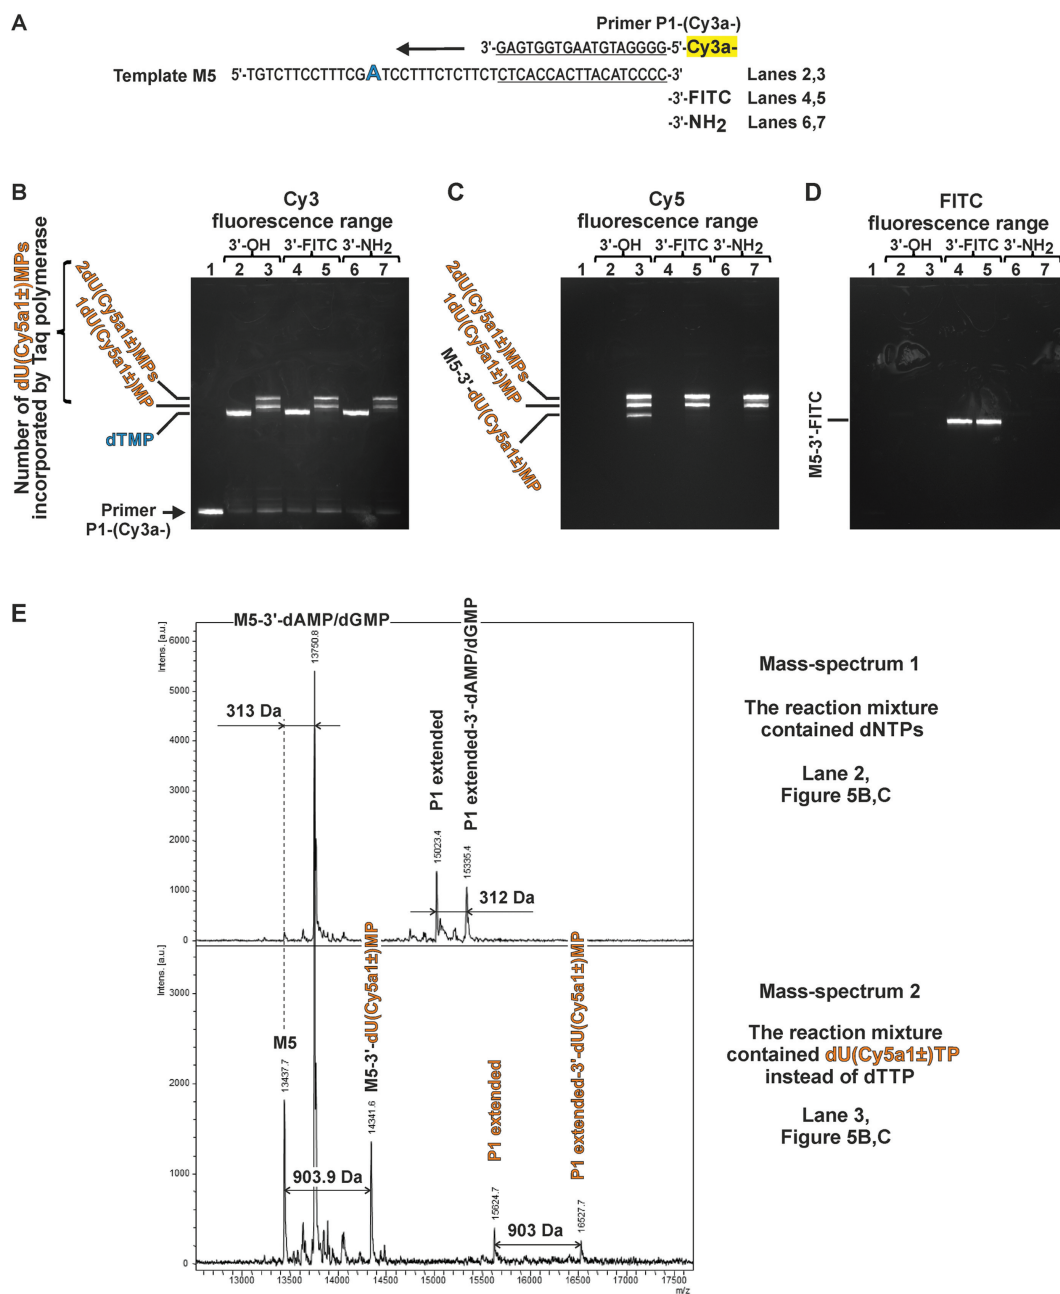 A
Primer P1-(Cy3a-)
3'-GAGTGGTGAATGTAGGGG-5'-Cy3a-
Template M5 5'-TGTCTTCCTTTCGATCCTTTCTCTTCTCTCACCACTTACATCCCC-3' Lanes 2,3
-3'-FITC Lanes 4,5
-3'-NH2 Lanes 6,7
B
Cy3
fluorescence range
3'-OH 3'-FITC 3'-NH2
1 2 3 4 5 6 7
Number of dU(Cy5a1±)MPs
incorporated by Taq polymerase
2dU(Cy5a1±)MPs
1dU(Cy5a1±)MP
dTMP
Primer
P1-(Cy3a-)
C
Cy5
fluorescence range
3'-OH 3'-FITC 3'-NH2
1 2 3 4 5 6 7
2dU(Cy5a1±)MPs
1dU(Cy5a1±)MP
M5-3'-dU(Cy5a1±)MP
D
FITC
fluorescence range
3'-OH 3'-FITC 3'-NH2
1 2 3 4 5 6 7
M5-3'-FITC
E
M5-3'-dAMP/dGMP
Intens. [a.u.]
6000
5000
4000
3000
2000
1000
0
13750.8
313 Da
P1 extended
15023.4
P1 extended-3'-dAMP/dGMP
15335.4
312 Da
Mass-spectrum 1
The reaction mixture
contained dNTPs
Lane 2,
Figure 5B,C
Intens. [a.u.]
3000
2000
1000
0
M5
13437.7
M5-3'-dU(Cy5a1±)MP
14341.6
903.9 Da
P1 extended
15624.7
P1 extended-3'-dU(Cy5a1±)MP
16527.7
903 Da
13000 13500 14000 14500 15000 15500 16000 16500 17000 17500
m/z
Mass-spectrum 2
The reaction mixture
contained dU(Cy5a1±)TP
instead of dTTP
Lane 3,
Figure 5B,C